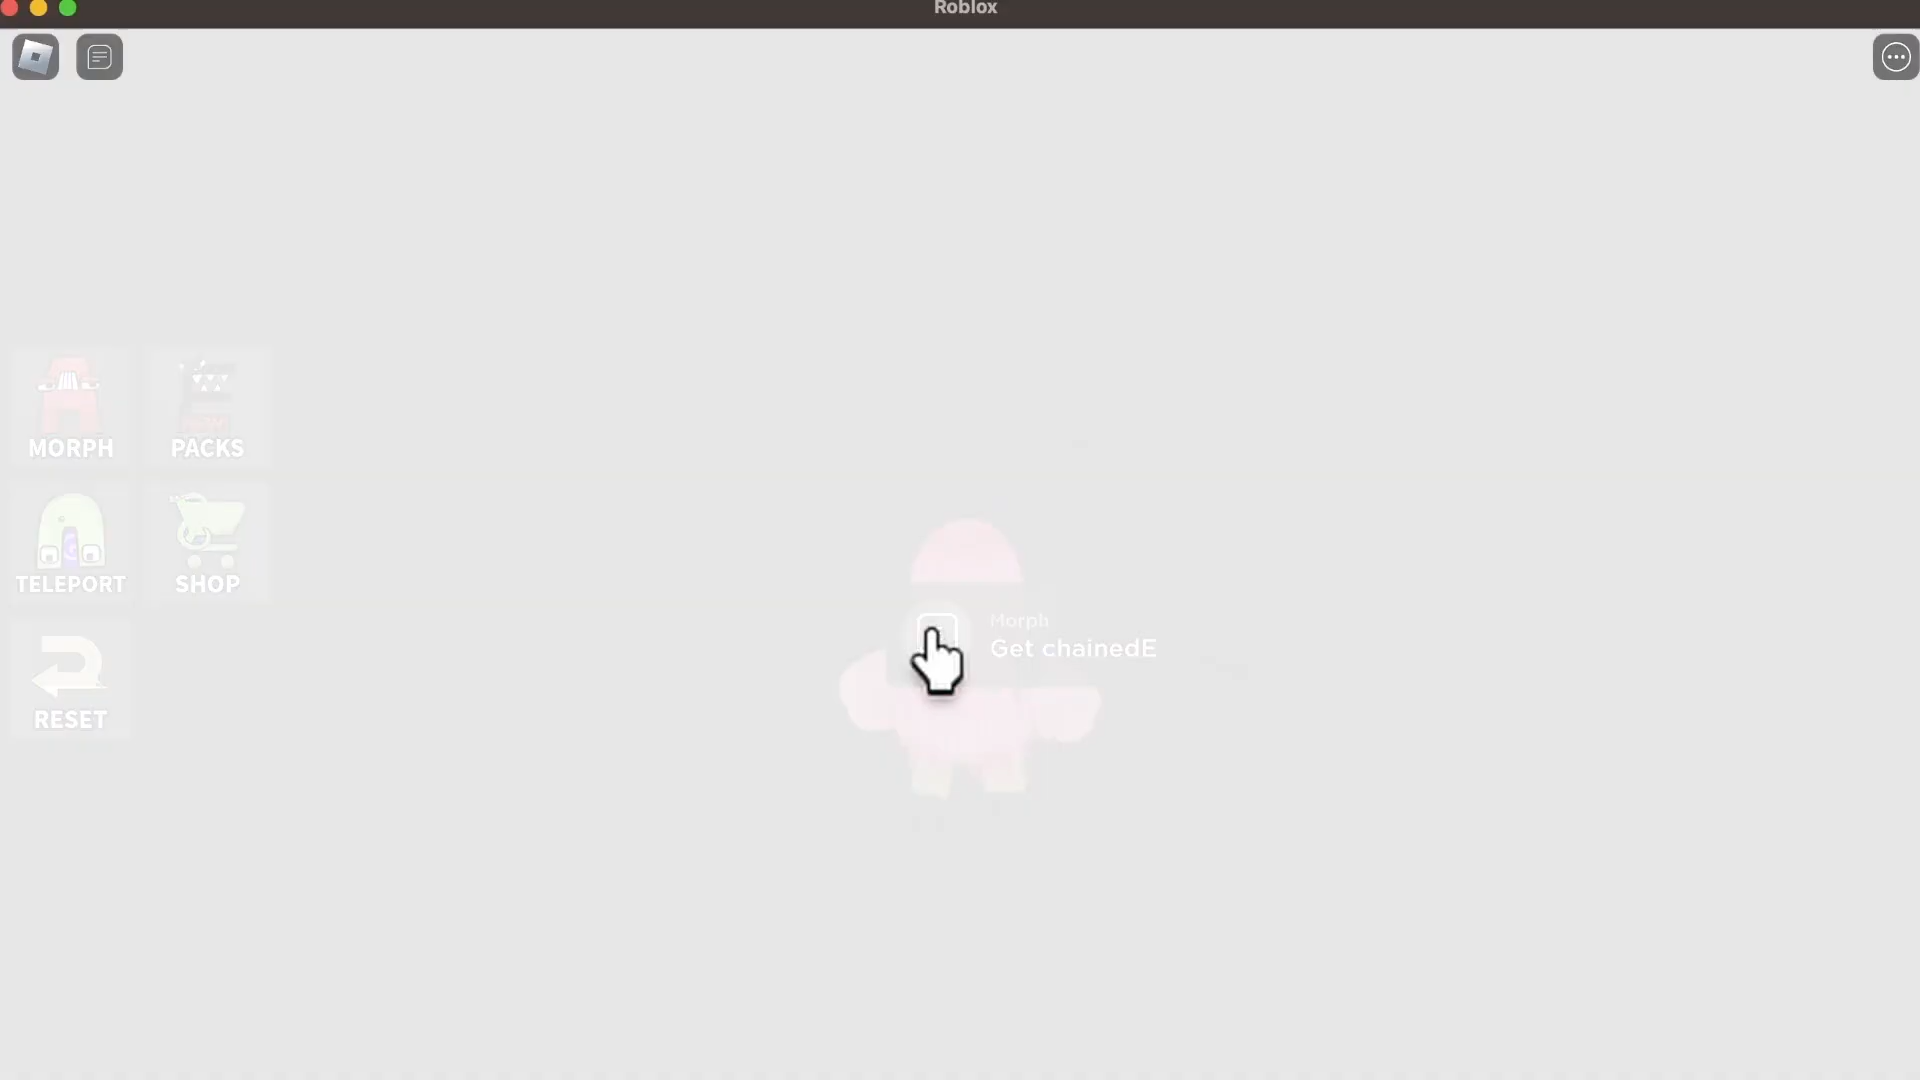 Roblox
MORPH
PACKS
TELEPORT
SHOP
Morph
Get chainedE
RESET